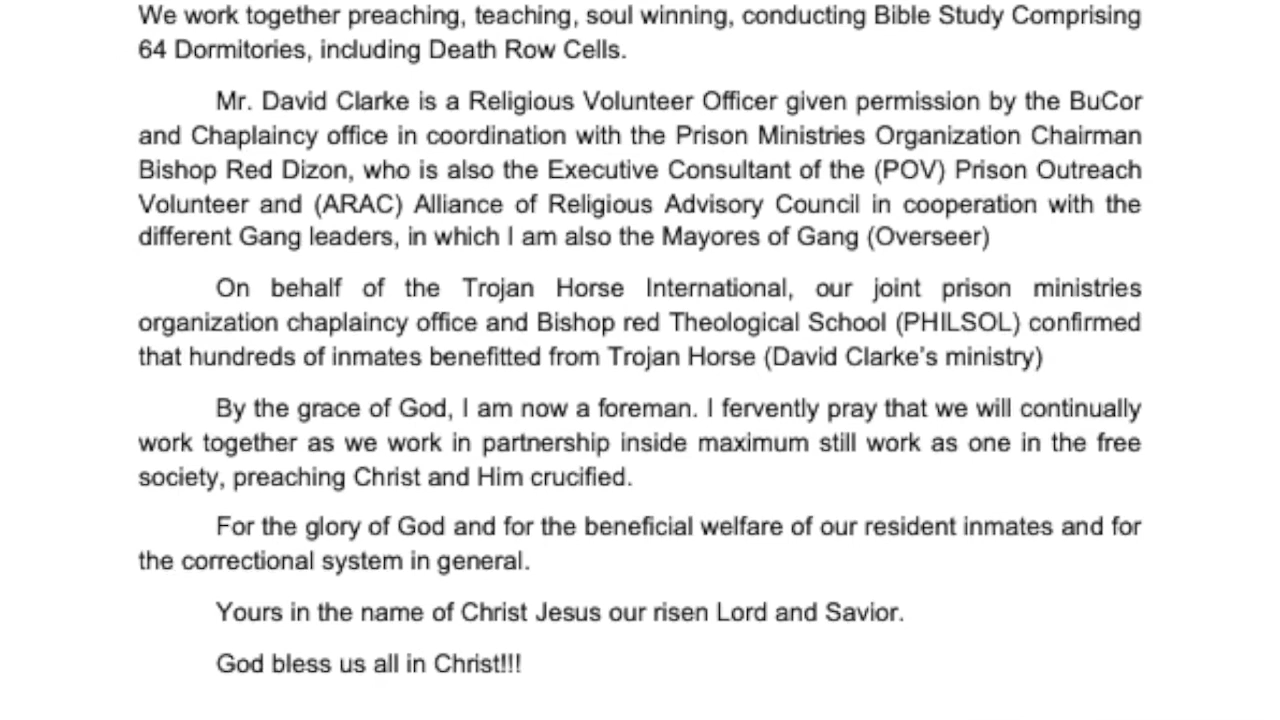 We work together preaching, teaching, soul winning, conducting Bible Study Comprising
64 Dormitories, including Death Row Cells.
Mr. David Clarke is a Religious Volunteer Officer given permission by the BuCor
and Chaplaincy office in coordination with the Prison Ministries Organization Chairman
Bishop Red Dizon, who is also the Executive Consultant of the (POV) Prison Outreach
Volunteer and (ARAC) Alliance of Religious Advisory Council in cooperation with the
different Gang leaders, in which I am also the Mayores of Gang (Overseer)
On behalf of the Trojan Horse International, our joint prison ministries
organization chaplaincy office and Bishop red Theological School (PHILSOL) confirmed
that hundreds of inmates benefitted from Trojan Horse (David Clarke's ministry)
By the grace of God, I am now a foreman. I fervently pray that we will continually
work together as we work in partnership inside maximum still work as one in the free
society, preaching Christ and Him crucified.
For the glory of God and for the beneficial welfare of our resident inmates and for
the correctional system in general.
Yours in the name of Christ Jesus our risen Lord and Savior.
God bless us all in Christ!!!